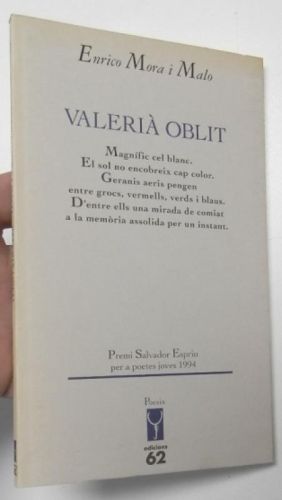 Enrico Mora i Malo
VALERIÀ OBLIT
Magnífic cel blanc.
El sol no encobreix cap color.
Geranis aeris pengen
entre grocs, vermells, verds i blaus.
D'entre ells una mirada de comiat
a la memòria assolida per un instant.
Premi Salvador Espriu
per a poetes joves 1994
Poesia
edicions
62